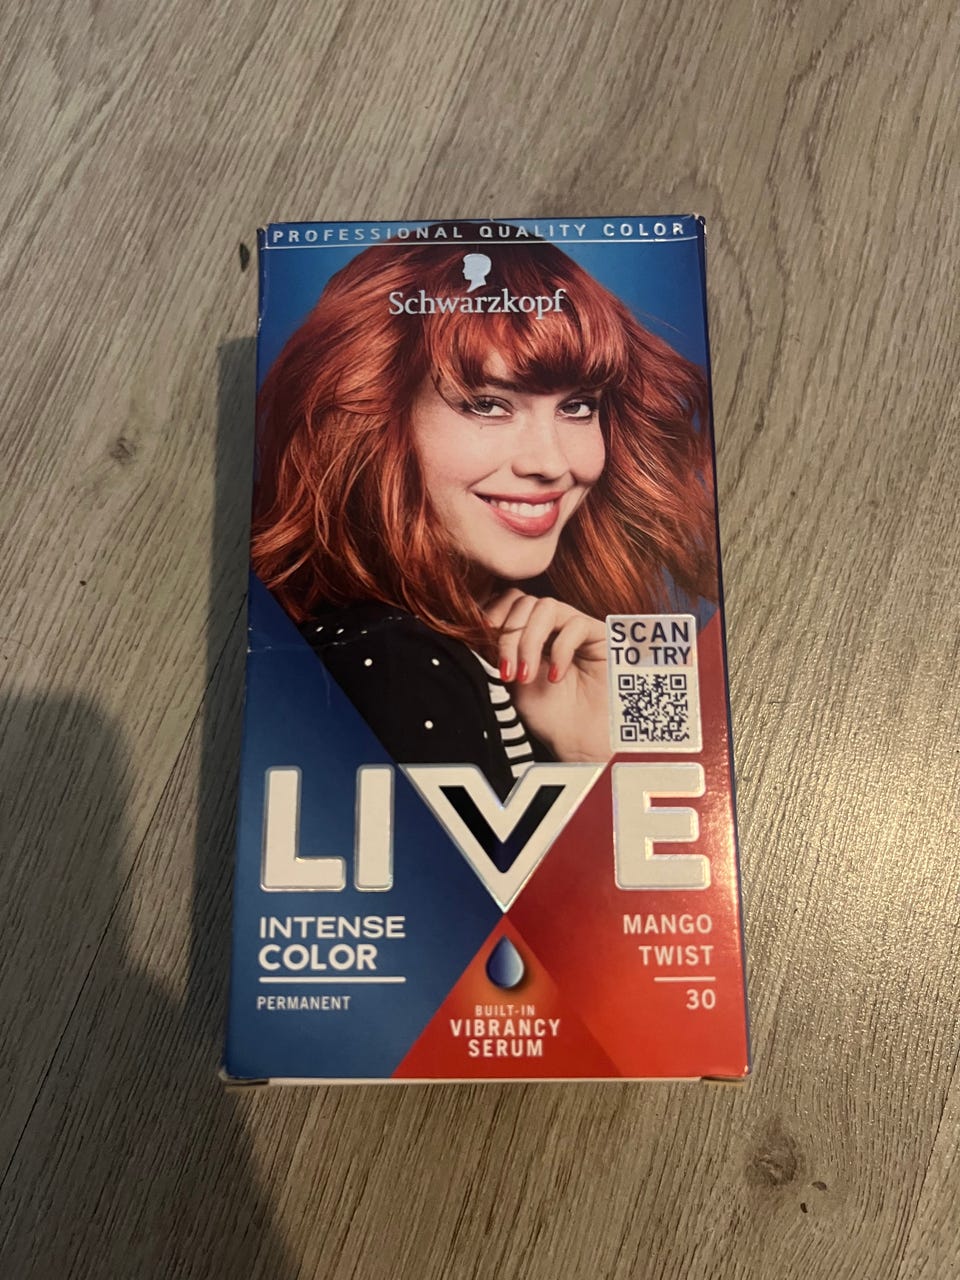 PROFESSIONAL QUALITY COLOR
Schwarzkopf
SCAN
TO TRY
LIVE
INTENSE
COLOR
PERMANENT
BUILT-IN
VIBRANCY
SERUM
MANGO
TWIST
30